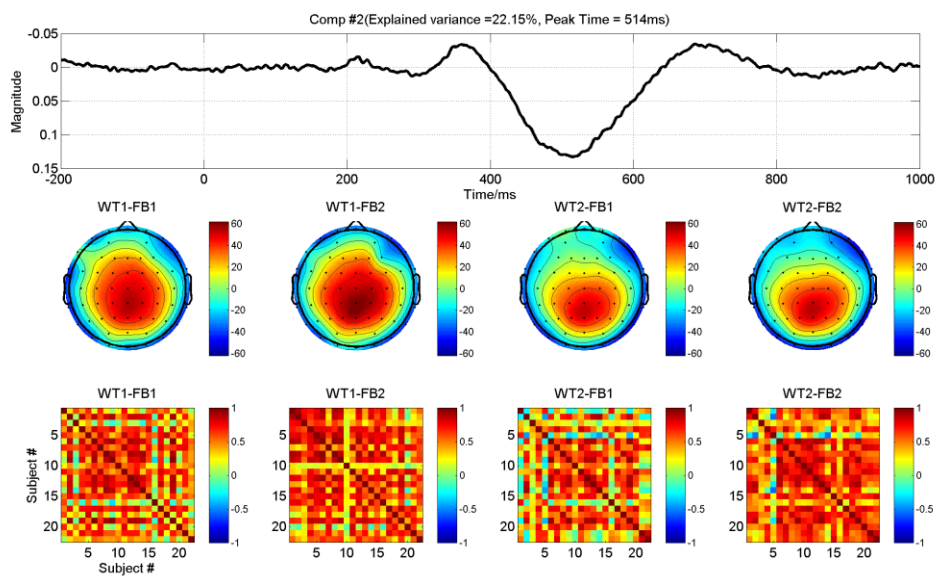 Comp #2(Explained variance =22.15%, Peak Time = 514ms)
-0.05
0
0.05
0.1
0.15
Magnitude
-200 0 200 400 600 800 1000
Time/ms
WT1-FB1 WT1-FB2 WT2-FB1 WT2-FB2
60 60 60 60
40 40 40 40
20 20 20 20
0 0 0 0
-20 -20 -20 -20
-40 -40 -40 -40
-60 -60 -60 -60
WT1-FB1 WT1-FB2 WT2-FB1 WT2-FB2
Subject #
1 1 1 1
5 5 5 5
0.5 0.5 0.5 0.5
10 10 10 10
0 0 0 0
15 15 15 15
-0.5 -0.5 -0.5 -0.5
20 20 20 20
-1 -1 -1 -1
5 10 15 20 5 10 15 20 5 10 15 20 5 10 15 20
Subject #